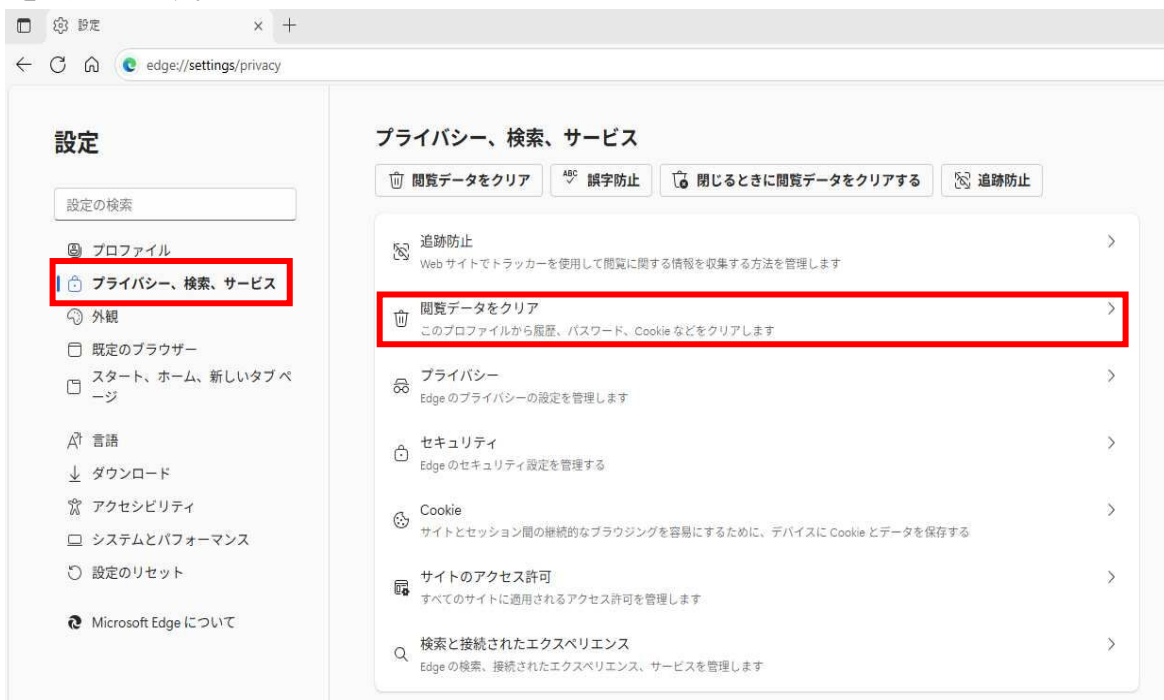 設定
edge://settings/privacy
設定
設定の検索
プロファイル
プライバシー、検索、サービス
外観
既定のブラウザー
スタート、ホーム、新しいタブ ペ
ージ
言語
ダウンロード
アクセシビリティ
システムとパフォーマンス
設定のリセット
Microsoft Edge について
プライバシー、検索、サービス
閲覧データをクリア
ABC 誤字防止
閉じるときに閲覧データをクリアする
追跡防止
追跡防止
Web サイトでトラッカーを使用して閲覧に関する情報を収集する方法を管理します
閲覧データをクリア
このプロファイルから履歴、パスワード、Cookie などをクリアします
プライバシー
Edge のプライバシーの設定を管理します
セキュリティ
Edge のセキュリティ設定を管理する
Cookie
サイトとセッション間の継続的なブラウジングを容易にするために、デバイスに Cookie とデータを保存する
サイトのアクセス許可
すべてのサイトに適用されるアクセス許可を管理します
検索と接続されたエクスペリエンス
Edge の検索、接続されたエクスペリエンス、サービスを管理します